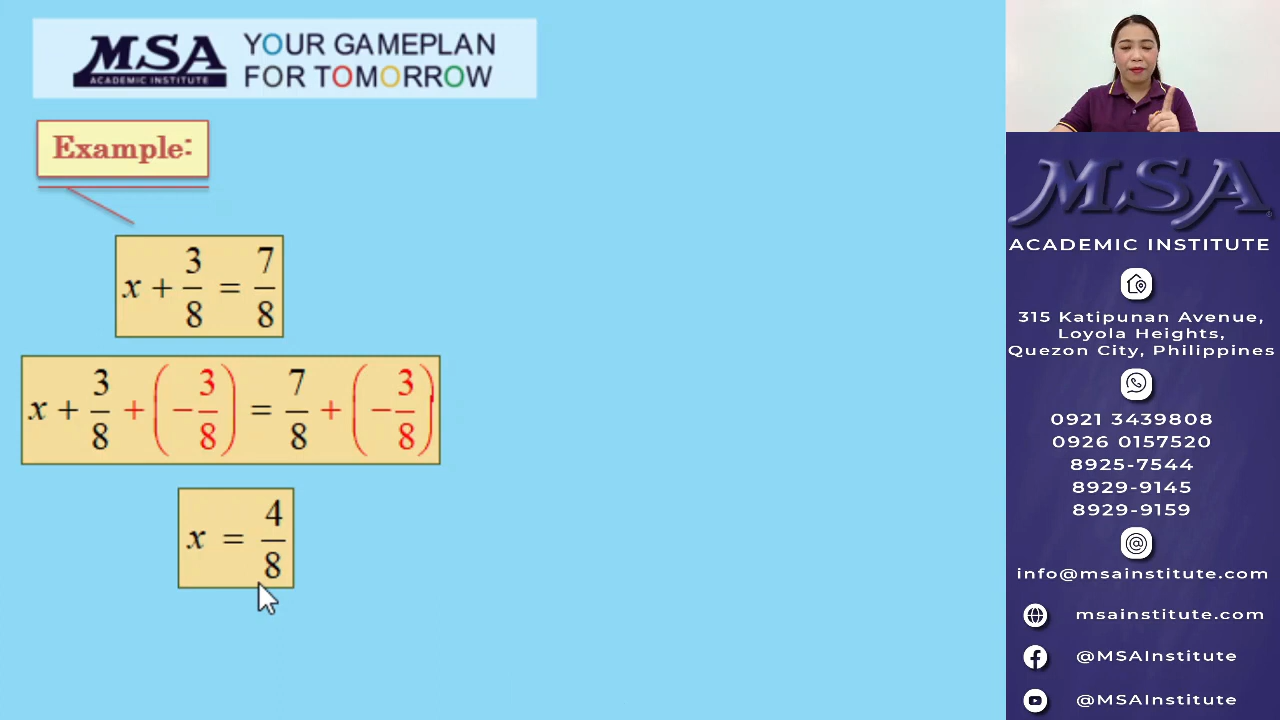 MSA
ACADEMIC INSTITUTE
YOUR GAMEPLAN
FOR TOMORROW
Example:
x + 3/8 = 7/8
x + 3/8 + (−3/8) = 7/8 + (−3/8)
x = 4/8
MSA
ACADEMIC INSTITUTE
315 Katipunan Avenue,
Loyola Heights,
Quezon City, Philippines
0921 3439808
0926 0157520
8925-7544
8929-9145
8929-9159
info@msainstitute.com
msainstitute.com
@MSAInstitute
@MSAInstitute